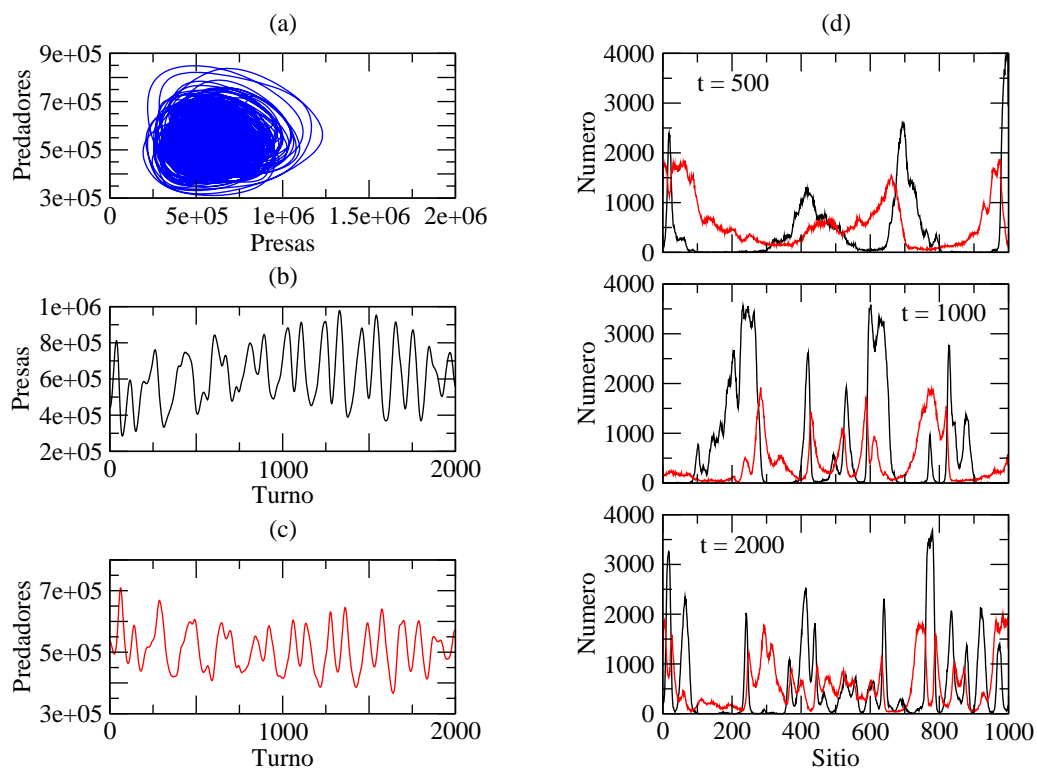 (a)
9e+05
7e+05
5e+05
3e+05
Predadores
0 5e+05 1e+06 1.5e+06 2e+06
Presas
(b)
1e+06
8e+05
6e+05
4e+05
2e+05
Presas
0 1000 2000
Turno
(c)
7e+05
5e+05
3e+05
Predadores
0 1000 2000
Turno
(d)
4000
3000
2000
1000
0
Numero
t = 500
4000
3000
2000
1000
0
Numero
t = 1000
4000
3000
2000
1000
0
Numero
t = 2000
0 200 400 600 800 1000
Sitio